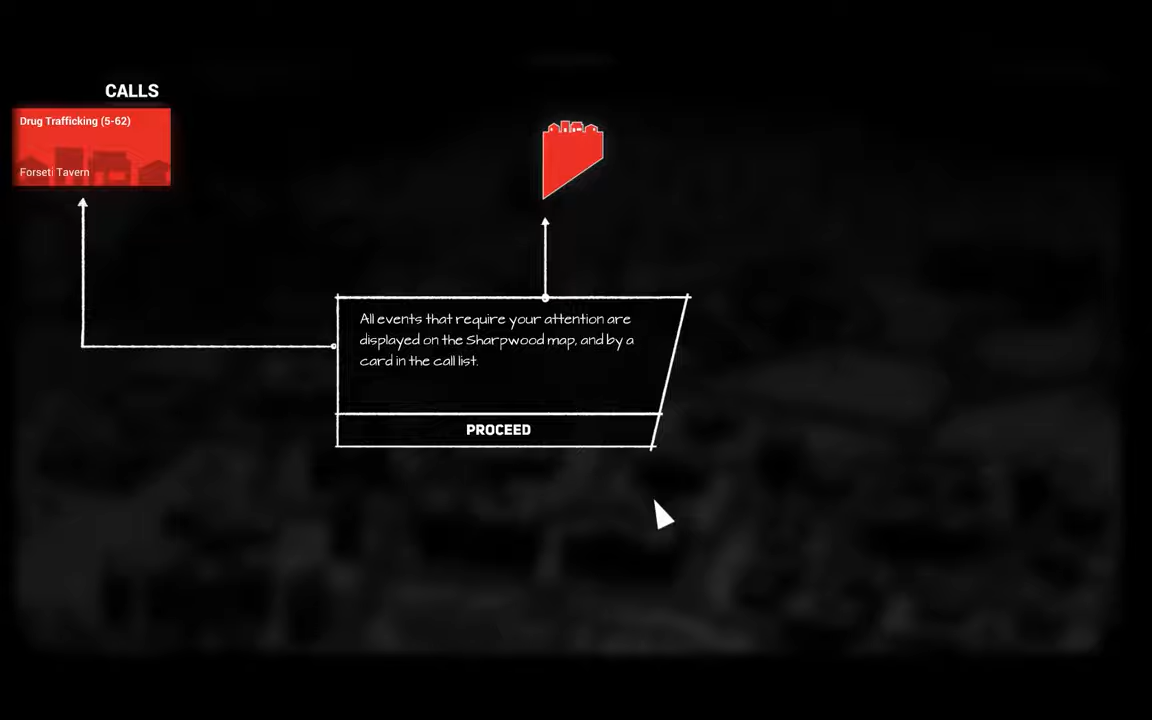 CALLS
Drug Trafficking (5-62)
Forseti Tavern
All events that require your attention are
displayed on the Sharpwood map, and by a
card in the call list.
PROCEED